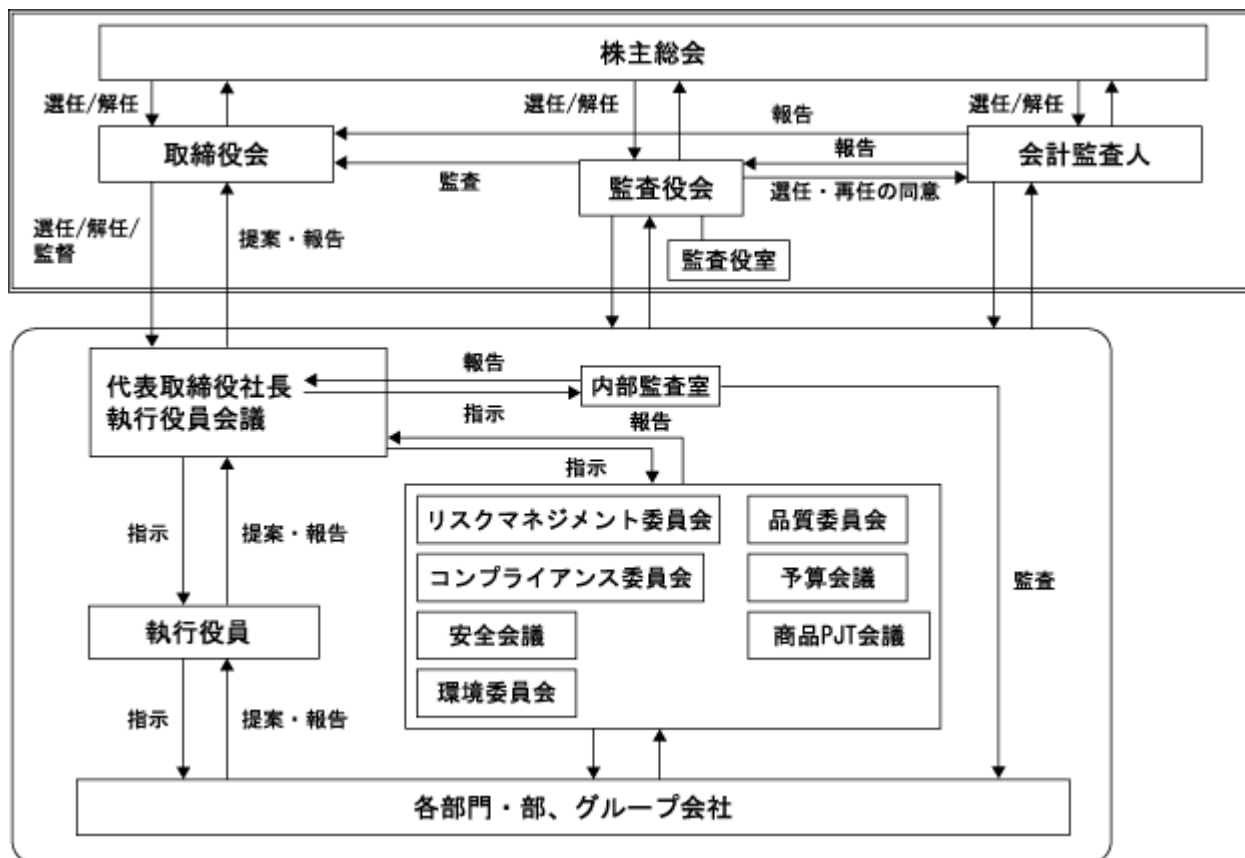 株主総会
選任/解任
選任/解任
選任/解任
報告
取締役会
会計監査人
報告
監査
監査役会
選任・再任の同意
選任/解任/
監督
提案・報告
監査役室
代表取締役社長
執行役員会議
報告
内部監査室
指示
報告
指示
リスクマネジメント委員会
品質委員会
指示
提案・報告
コンプライアンス委員会
予算会議
監査
執行役員
安全会議
商品PJT会議
環境委員会
指示
提案・報告
各部門・部、グループ会社